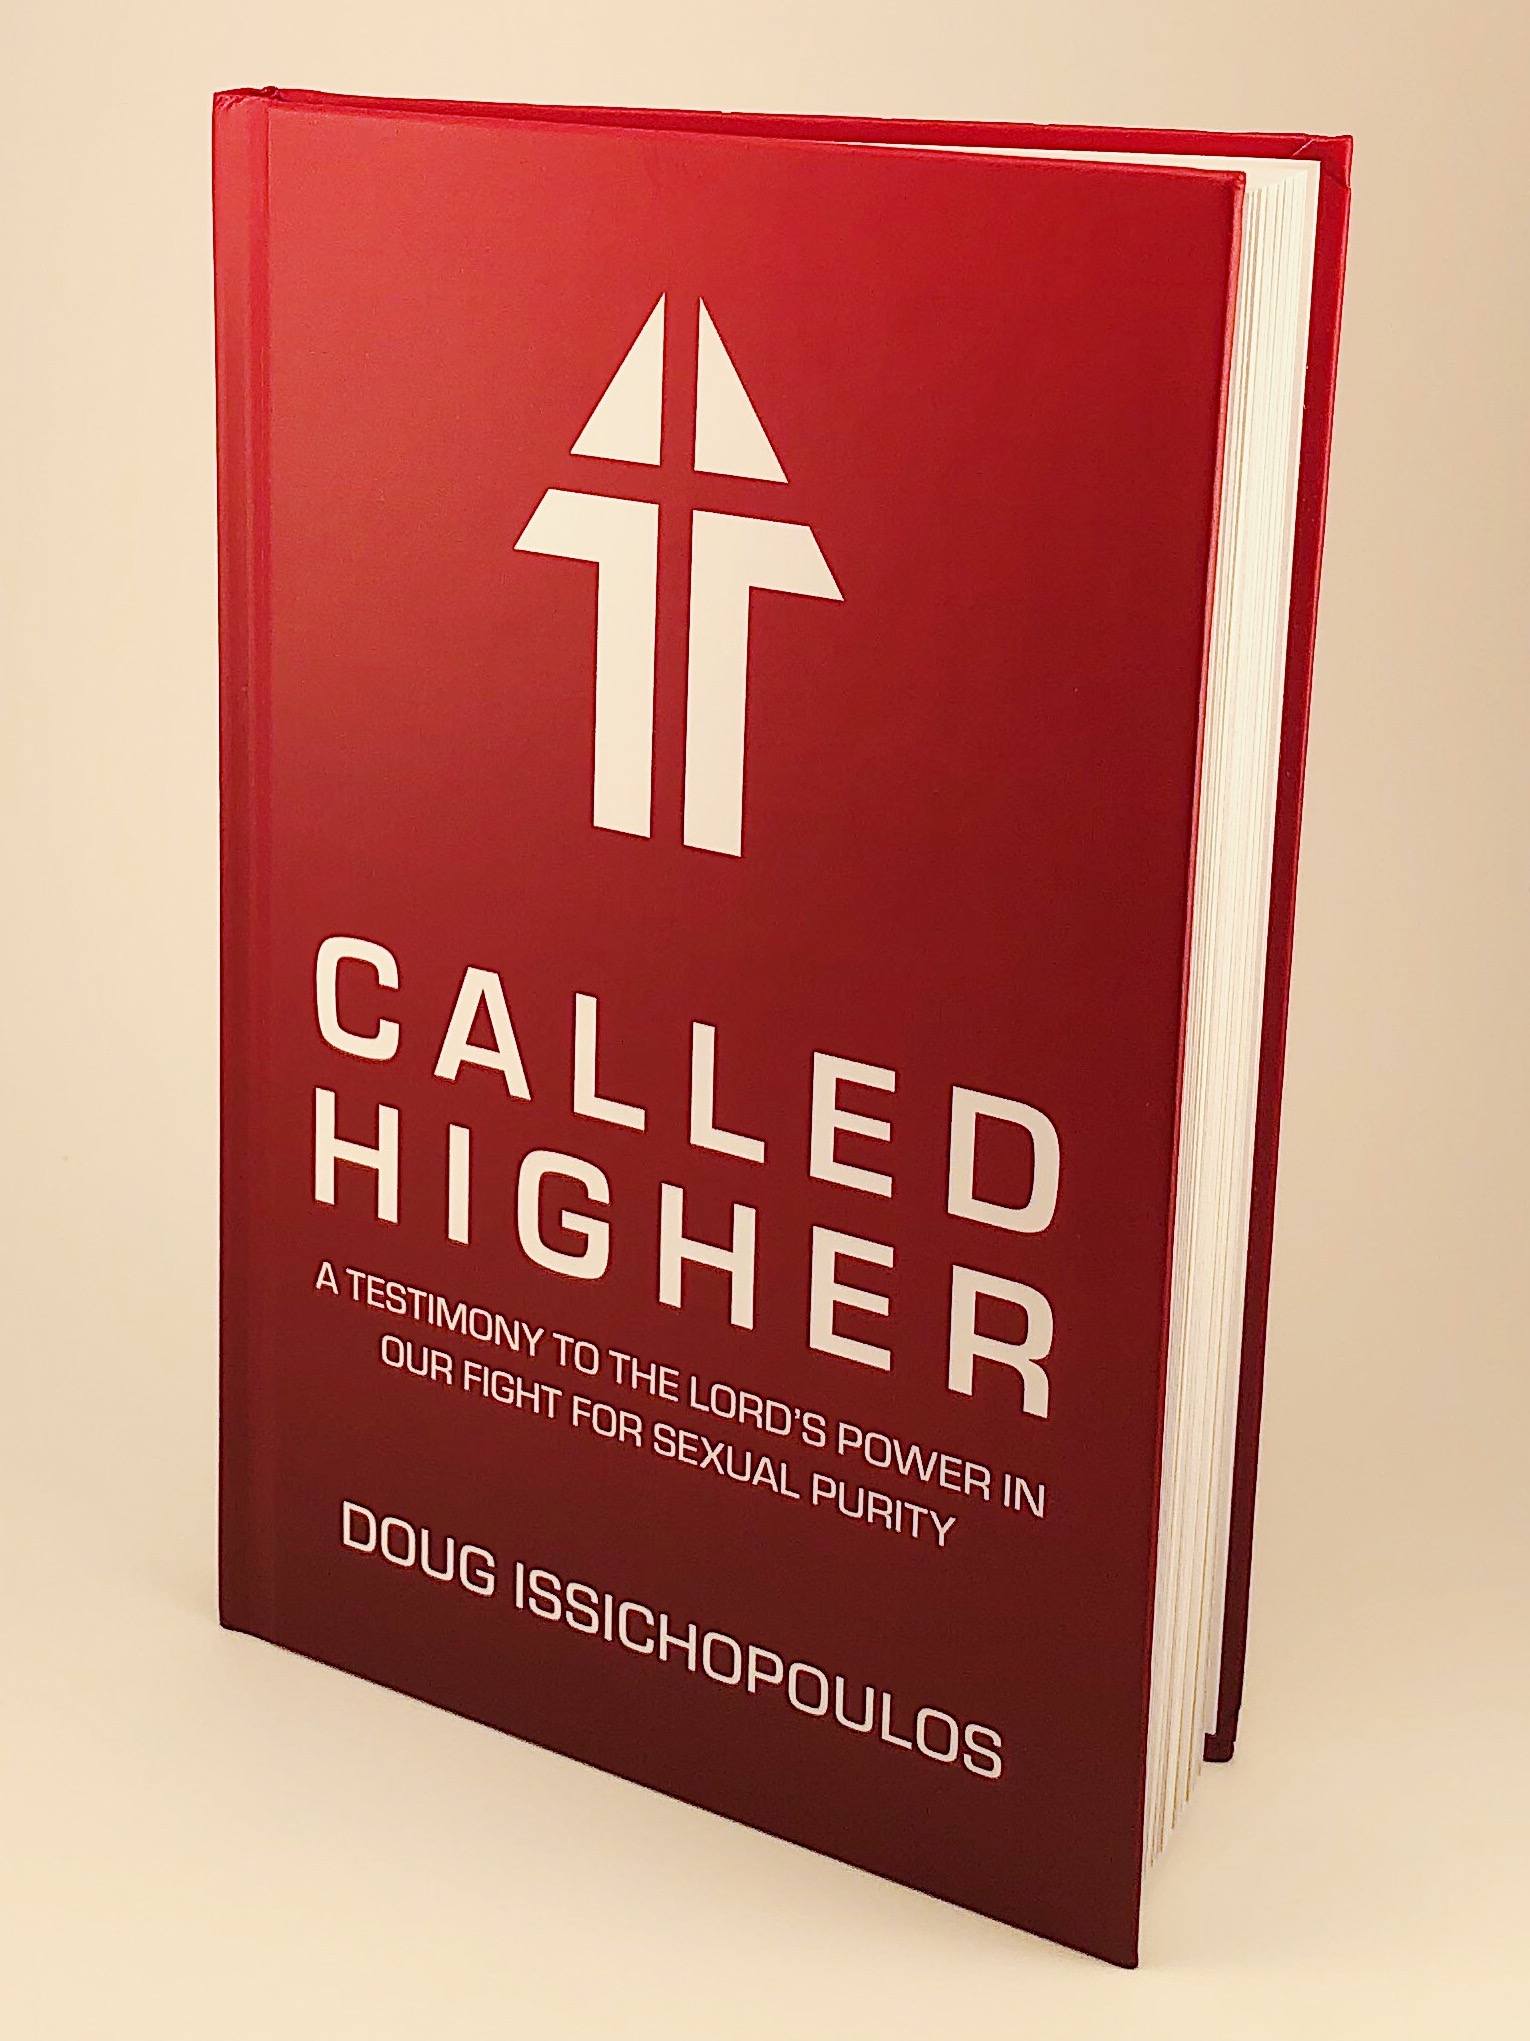 CALLED
HIGHER
A TESTIMONY TO THE LORD'S POWER IN
OUR FIGHT FOR SEXUAL PURITY
DOUG ISSICHOPOULOS